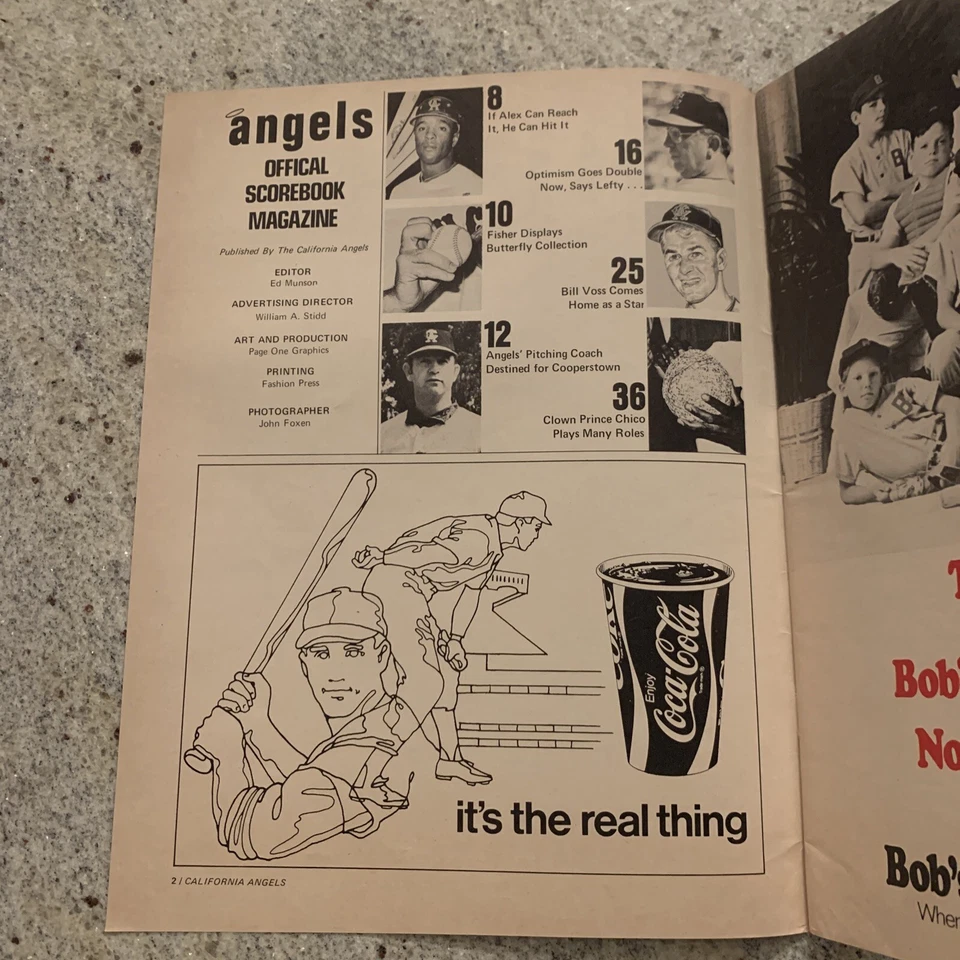 angels
OFFICIAL
SCOREBOOK
MAGAZINE
Published By The California Angels
EDITOR
Ed Munson
ADVERTISING DIRECTOR
William A. Stidd
ART AND PRODUCTION
Page One Graphics
PRINTING
Fashion Press
PHOTOGRAPHER
John Foxen
8
If Alex Can Reach
It, He Can Hit It
16
Optimism Goes Double
Now, Says Lefty . . .
10
Fisher Displays
Butterfly Collection
25
Bill Voss Comes
Home as a Star
12
Angels' Pitching Coach
Destined for Cooperstown
36
Clown Prince Chico
Plays Many Roles
Enjoy
Coca-Cola
it's the real thing
2 / CALIFORNIA ANGELS
Bob's